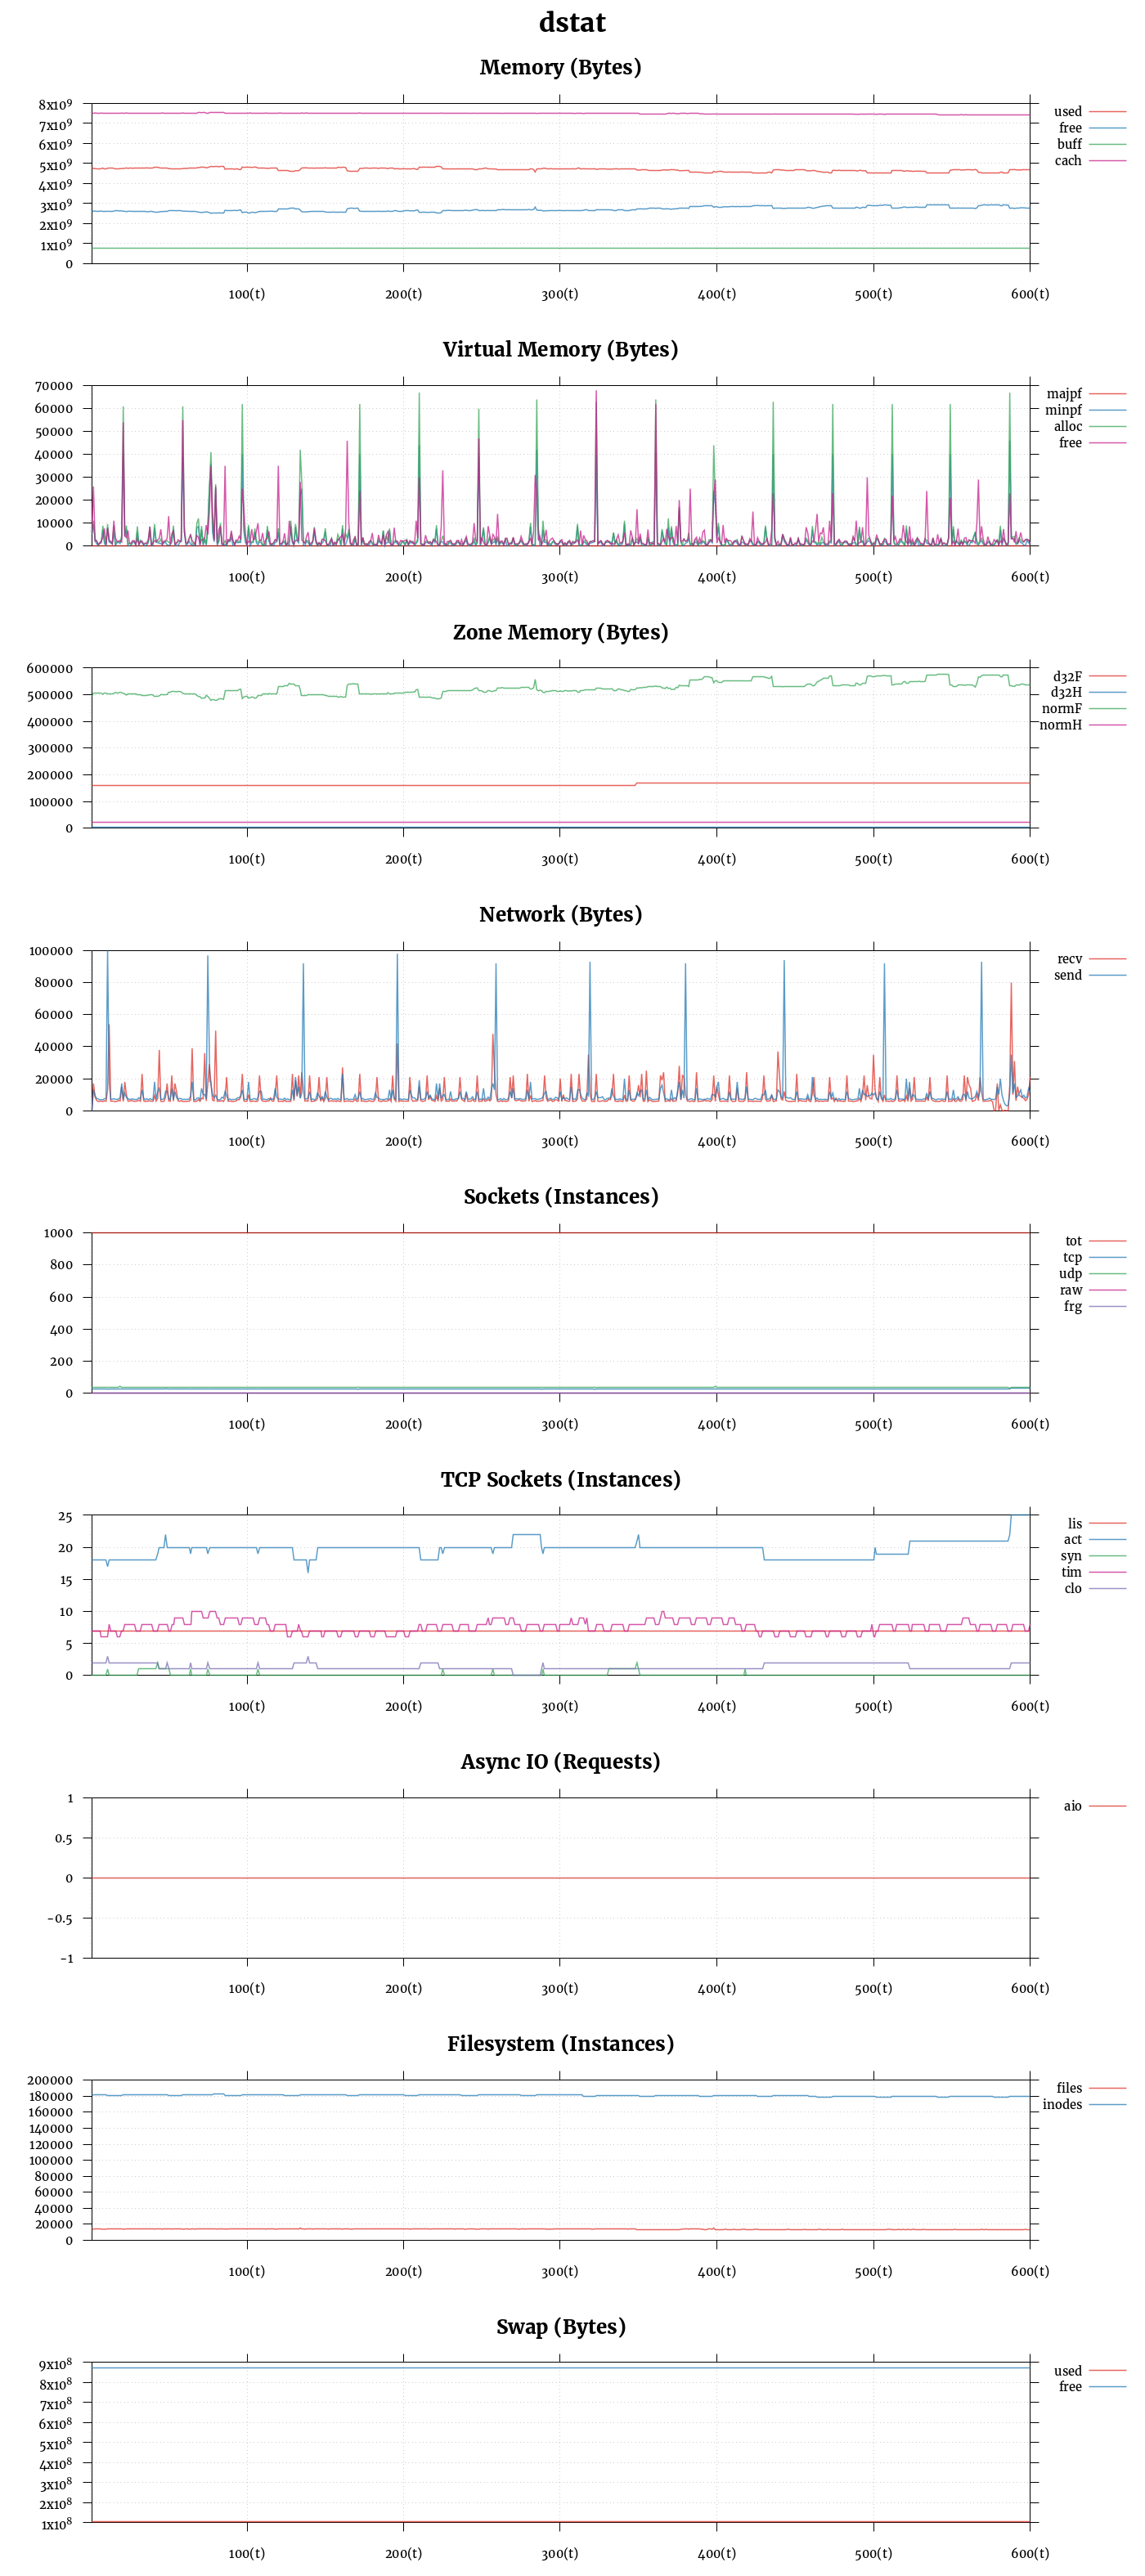 dstat
Memory (Bytes)
8x10⁹
7x10⁹
6x10⁹
5x10⁹
4x10⁹
3x10⁹
2x10⁹
1x10⁹
0
100(t) 200(t) 300(t) 400(t) 500(t) 600(t)
used
free
buff
cach
Virtual Memory (Bytes)
70000
60000
50000
40000
30000
20000
10000
0
100(t) 200(t) 300(t) 400(t) 500(t) 600(t)
majpf
minpf
alloc
free
Zone Memory (Bytes)
600000
500000
400000
300000
200000
100000
0
100(t) 200(t) 300(t) 400(t) 500(t) 600(t)
d32F
d32H
normF
normH
Network (Bytes)
100000
80000
60000
40000
20000
0
100(t) 200(t) 300(t) 400(t) 500(t) 600(t)
recv
send
Sockets (Instances)
1000
800
600
400
200
0
100(t) 200(t) 300(t) 400(t) 500(t) 600(t)
tot
tcp
udp
raw
frg
TCP Sockets (Instances)
25
20
15
10
5
0
100(t) 200(t) 300(t) 400(t) 500(t) 600(t)
lis
act
syn
tim
clo
Async IO (Requests)
1
0.5
0
-0.5
-1
100(t) 200(t) 300(t) 400(t) 500(t) 600(t)
aio
Filesystem (Instances)
200000
180000
160000
140000
120000
100000
80000
60000
40000
20000
0
100(t) 200(t) 300(t) 400(t) 500(t) 600(t)
files
inodes
Swap (Bytes)
9x10⁸
8x10⁸
7x10⁸
6x10⁸
5x10⁸
4x10⁸
3x10⁸
2x10⁸
1x10⁸
100(t) 200(t) 300(t) 400(t) 500(t) 600(t)
used
free